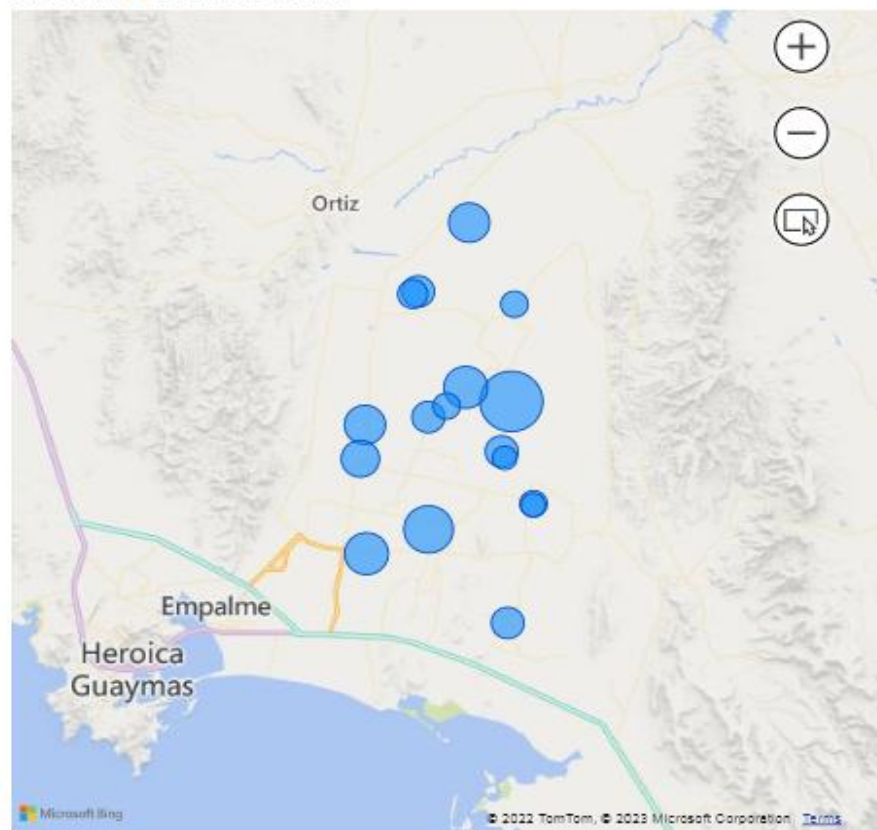 Ortiz
Empalme
Heroica
Guaymas
Microsoft Bing
© 2022 TomTom, © 2023 Microsoft Corporation Terms